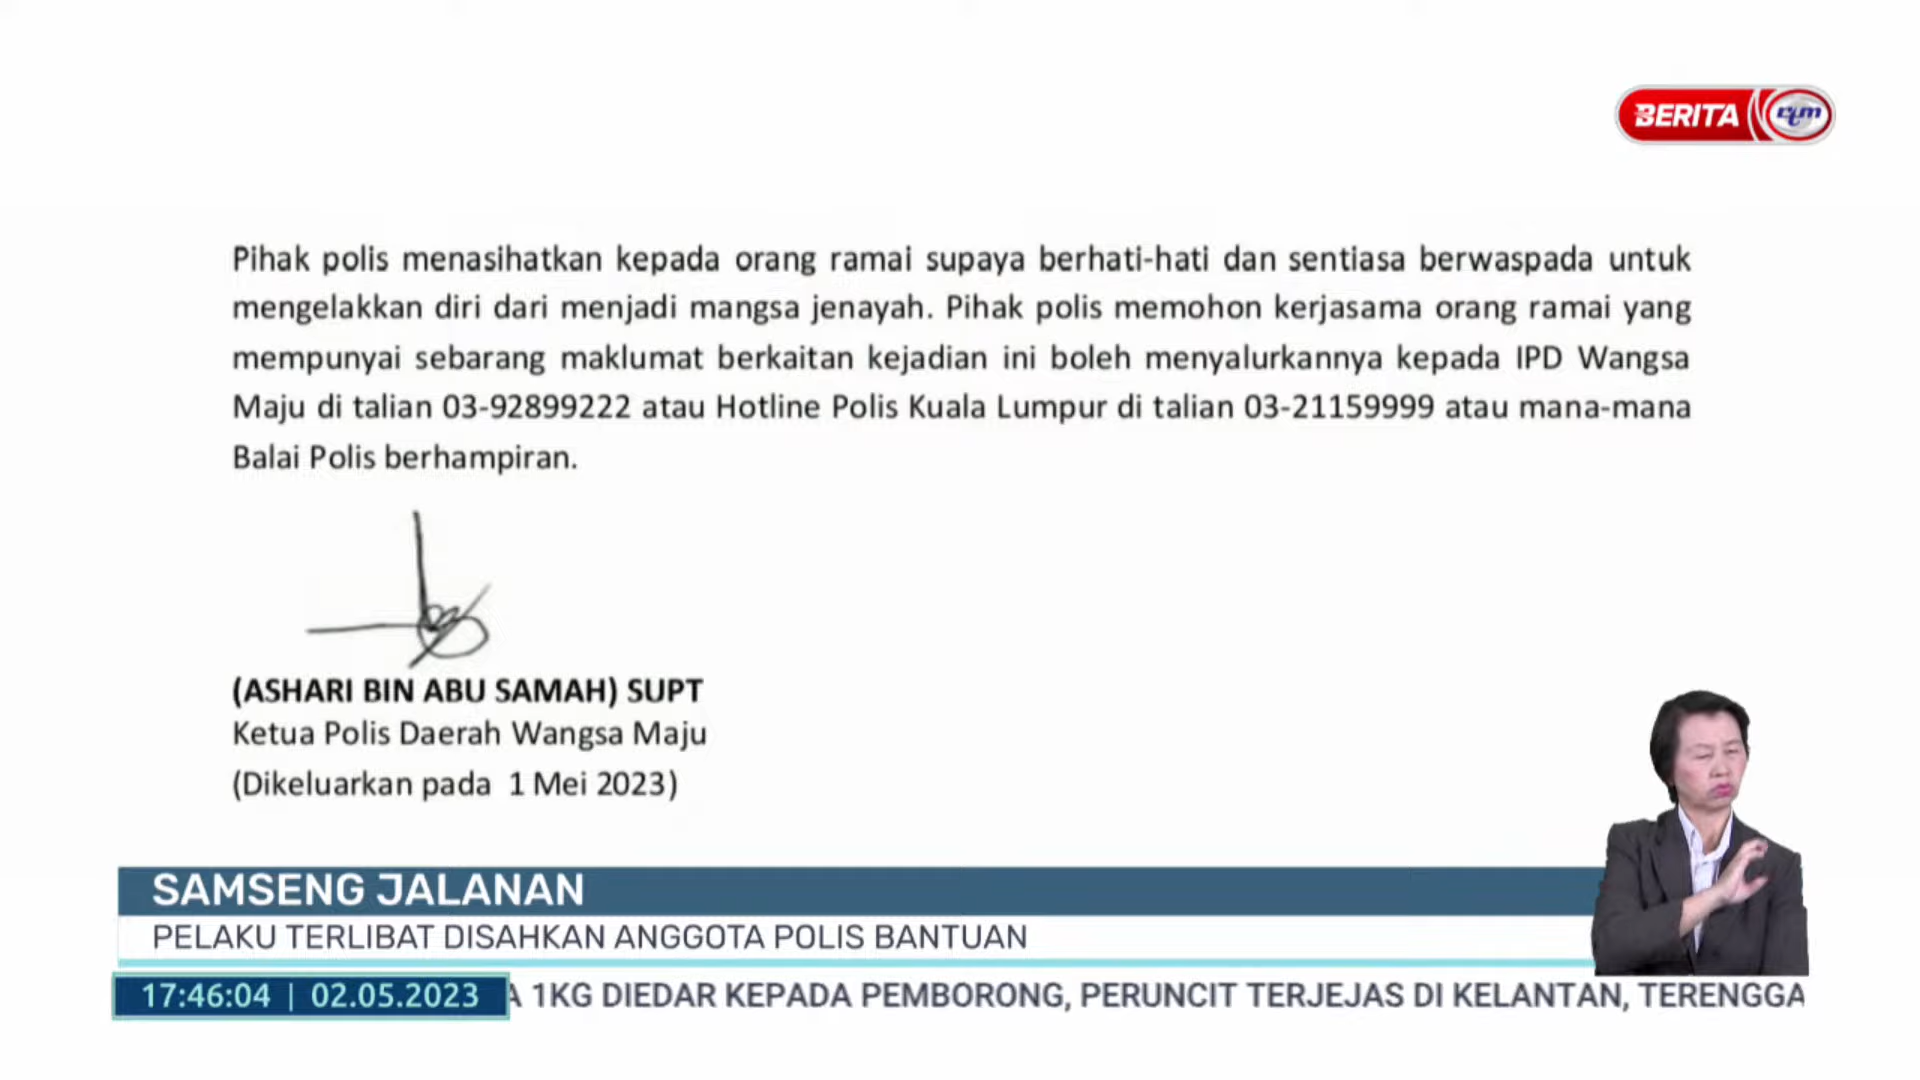 BERITA rtm
Pihak polis menasihatkan kepada orang ramai supaya berhati-hati dan sentiasa berwaspada untuk
mengelakkan diri dari menjadi mangsa jenayah. Pihak polis memohon kerjasama orang ramai yang
mempunyai sebarang maklumat berkaitan kejadian ini boleh menyalurkannya kepada IPD Wangsa
Maju di talian 03-92899222 atau Hotline Polis Kuala Lumpur di talian 03-21159999 atau mana-mana
Balai Polis berhampiran.
(ASHARI BIN ABU SAMAH) SUPT
Ketua Polis Daerah Wangsa Maju
(Dikeluarkan pada 1 Mei 2023)
SAMSENG JALANAN
PELAKU TERLIBAT DISAHKAN ANGGOTA POLIS BANTUAN
17:46:04 | 02.05.2023 A 1KG DIEDAR KEPADA PEMBORONG, PERUNCIT TERJEJAS DI KELANTAN, TERENGGA